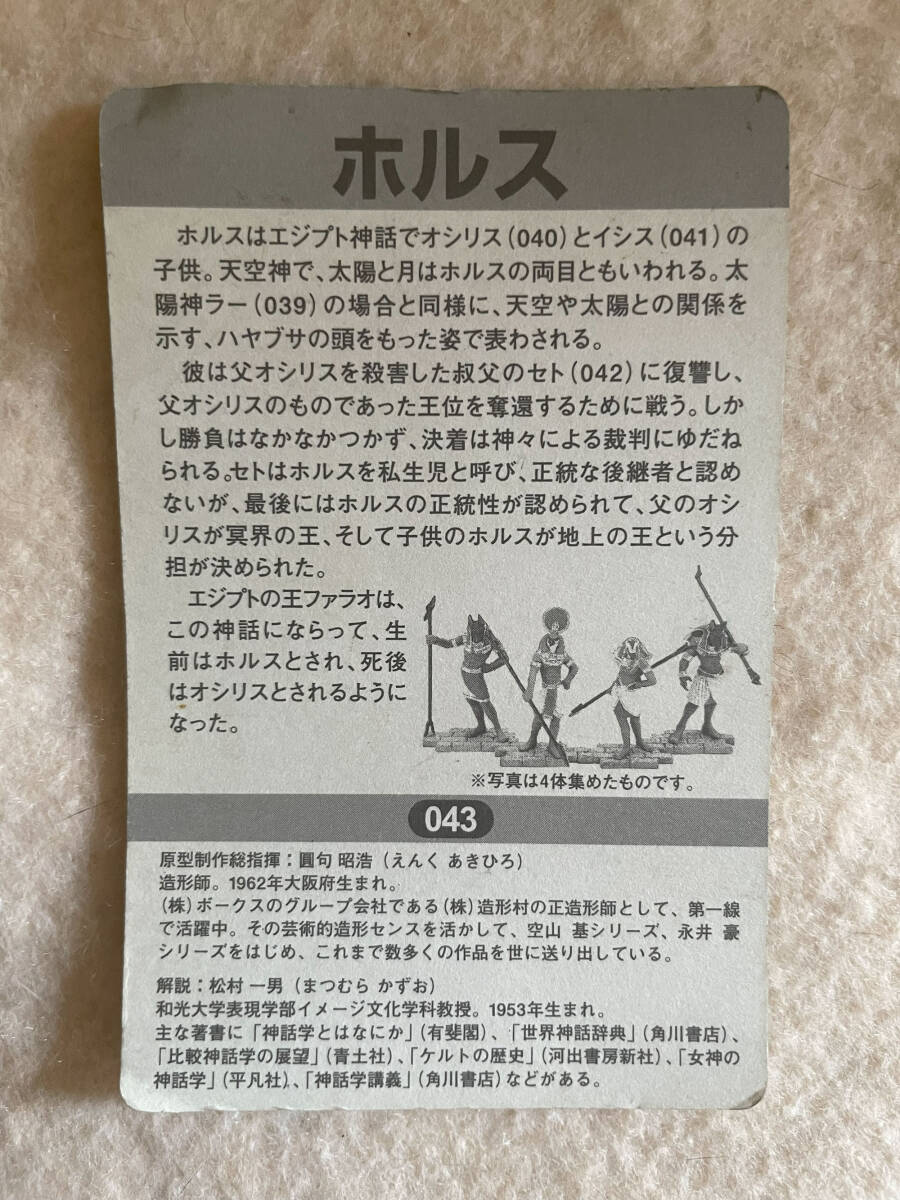 ホルス
ホルスはエジプト神話でオシリス(040)とイシス(041)の
子供。天空神で、太陽と月はホルスの両目ともいわれる。太
陽神ラー(039)の場合と同様に、天空や太陽との関係を
示す、ハヤブサの頭をもった姿で表わされる。
彼は父オシリスを殺害した叔父のセト(042)に復讐し、
父オシリスのものであった王位を奪還するために戦う。しか
し勝負はなかなかつかず、決着は神々による裁判にゆだね
られる。セトはホルスを私生児と呼び、正統な後継者と認め
ないが、最後にはホルスの正統性が認められて、父のオシ
リスが冥界の王、そして子供のホルスが地上の王という分
担が決められた。
エジプトの王ファラオは、
この神話にならって、生
前はホルスとされ、死後
はオシリスとされるように
なった。
※写真は4体集めたものです。
043
原型制作総指揮：圓句 昭浩（えんく あきひろ）
造形師。1962年大阪府生まれ。
（株）ボークスのグループ会社である（株）造形村の正造形師として、第一線
で活躍中。その芸術的造形センスを活かして、空山 基シリーズ、永井 豪
シリーズをはじめ、これまで数多くの作品を世に送り出している。
解説：松村 一男（まつむら かずお）
和光大学表現学部イメージ文化学科教授。1953年生まれ。
主な著書に「神話学とはなにか」（有斐閣）、「世界神話辞典」（角川書店）、
「比較神話学の展望」（青土社）、「ケルトの歴史」（河出書房新社）、「女神の
神話学」（平凡社）、「神話学講義」（角川書店）などがある。